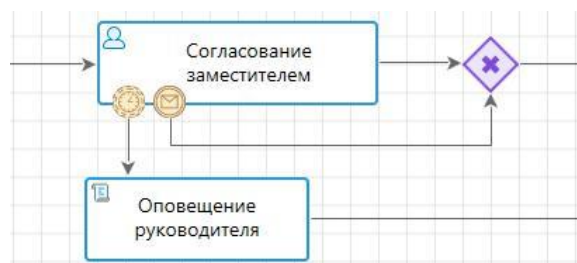 Согласование
заместителем
Оповещение
руководителя